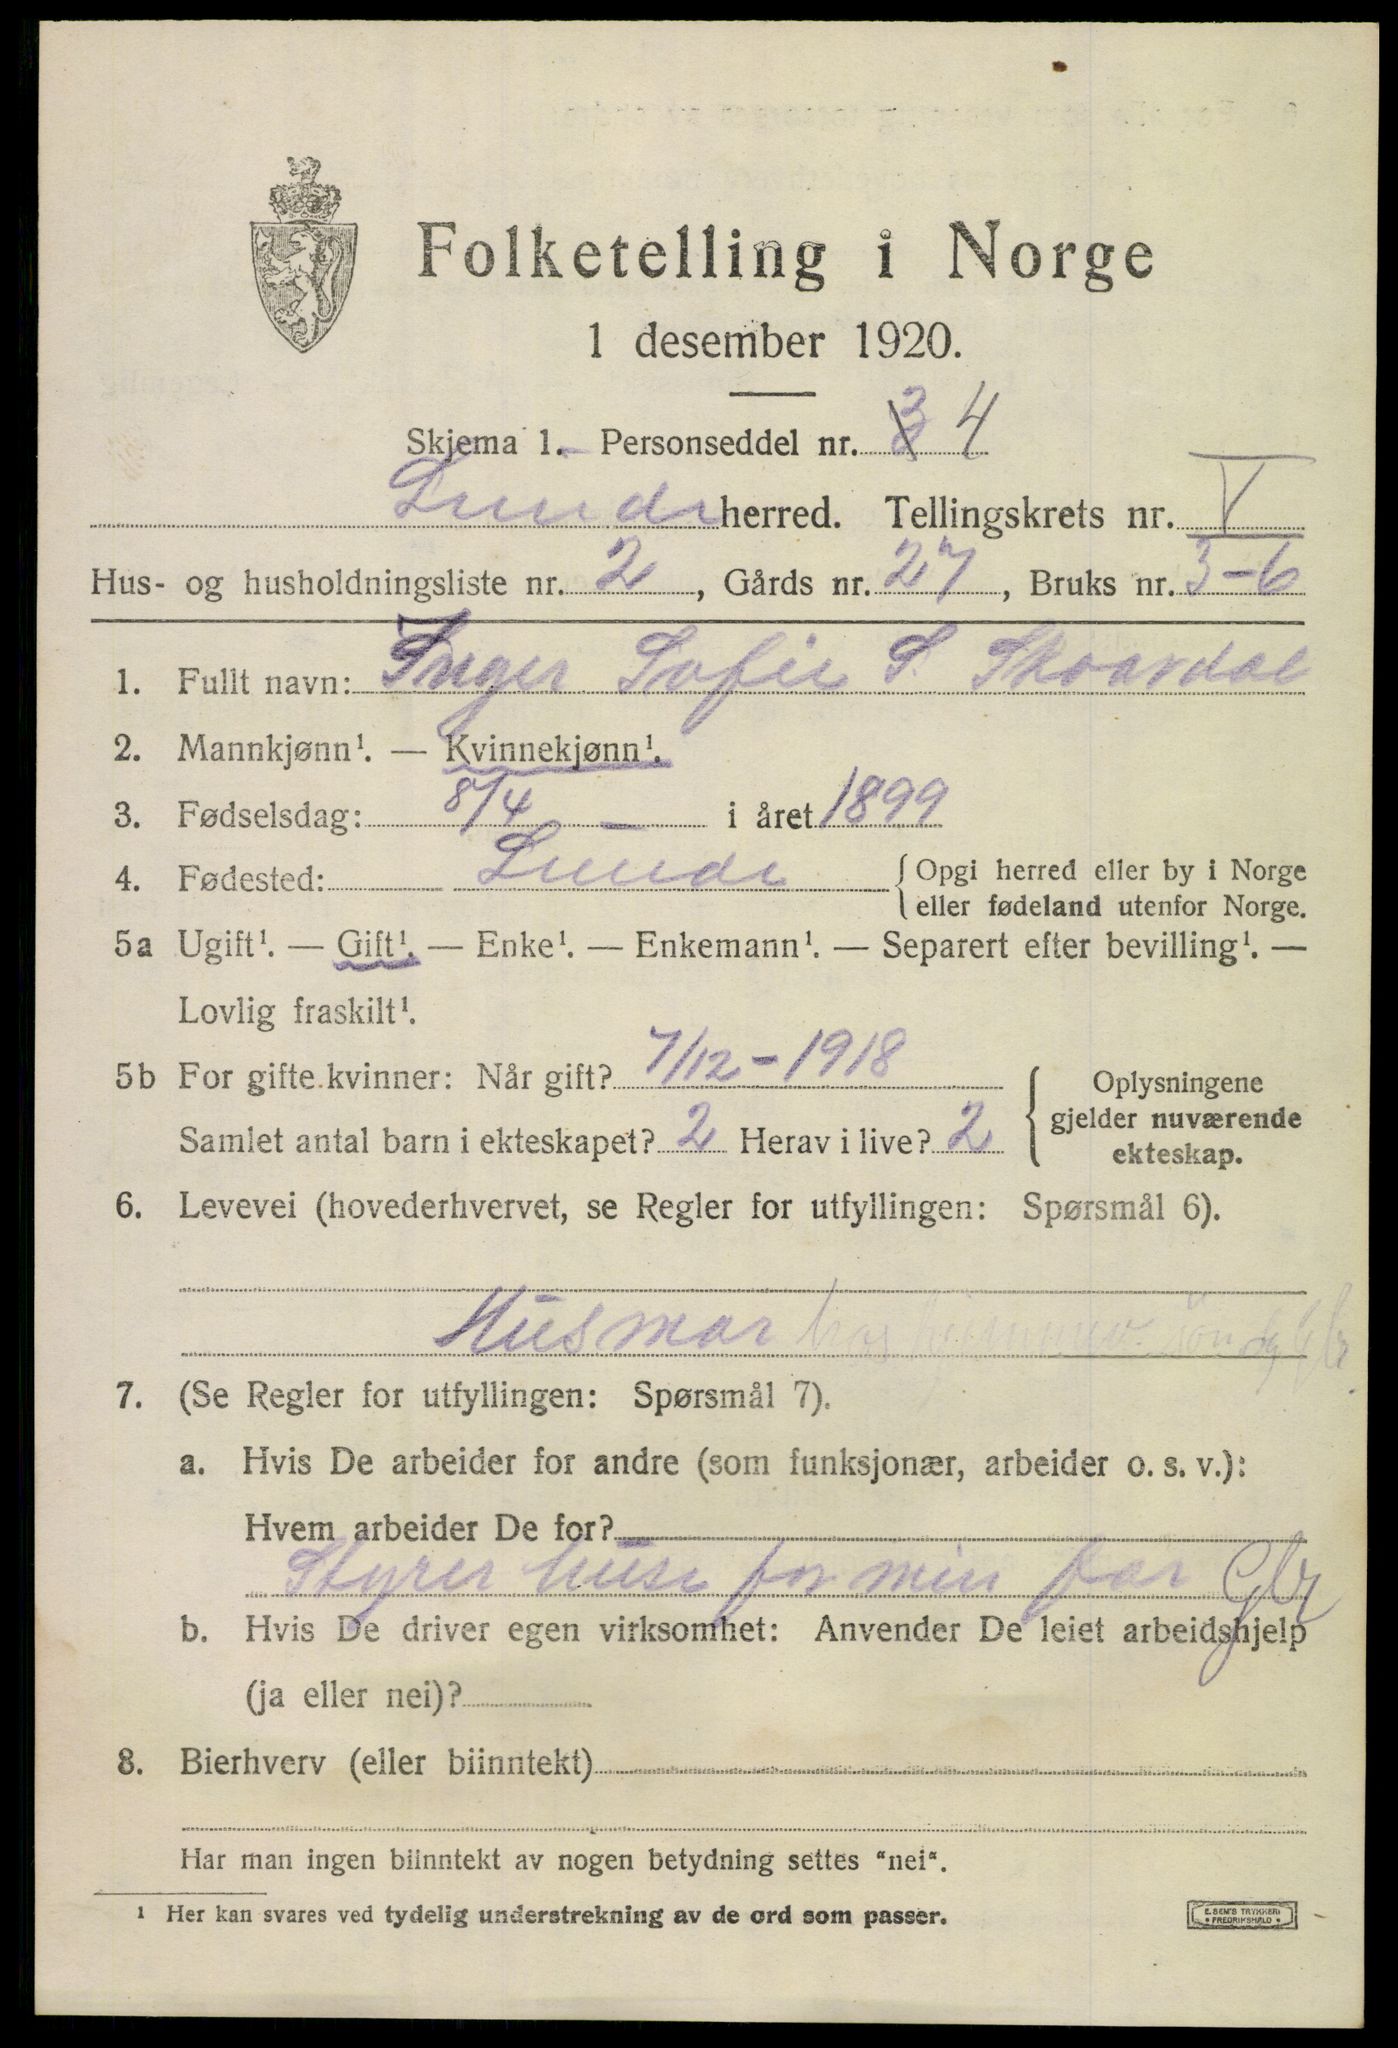 Folketelling i Norge
1 desember 1920.
Skjema 1. Personseddel nr. 3 4
Lunde herred. Tellingskrets nr. V
Hus- og husholdningsliste nr. 2, Gårds nr. 27, Bruks nr. 3-6
1. Fullt navn: Inger Sofie S. Skoardal
2. Mannkjønn¹. — Kvinnekjønn¹.
3. Fødselsdag: 8/4 — i året 1899
4. Fødested: Lunde { Opgi herred eller by i Norge
eller fødeland utenfor Norge.
5a Ugift¹. — Gift¹. — Enke¹. — Enkemann¹. — Separert efter bevilling¹. —
Lovlig fraskilt¹.
5b For gifte kvinner: Når gift? 7/12-1918
Samlet antal barn i ekteskapet? 2 Herav i live? 2
{ Oplysningene
gjelder nuværende
ekteskap.
6. Levevei (hovederhvervet, se Regler for utfyllingen: Spørsmål 6).
Husmor
7. (Se Regler for utfyllingen: Spørsmål 7).
a. Hvis De arbeider for andre (som funksjonær, arbeider o. s. v.):
Hvem arbeider De for?
Styrer huse for min far Gbr
b. Hvis De driver egen virksomhet: Anvender De leiet arbeidshjelp
(ja eller nei)?
8. Bierhverv (eller biinntekt)
Har man ingen biinntekt av nogen betydning settes "nei".
¹ Her kan svares ved tydelig understrekning av de ord som passer.
E. SEM'S TRYKKERI
FREDRIKSHALD